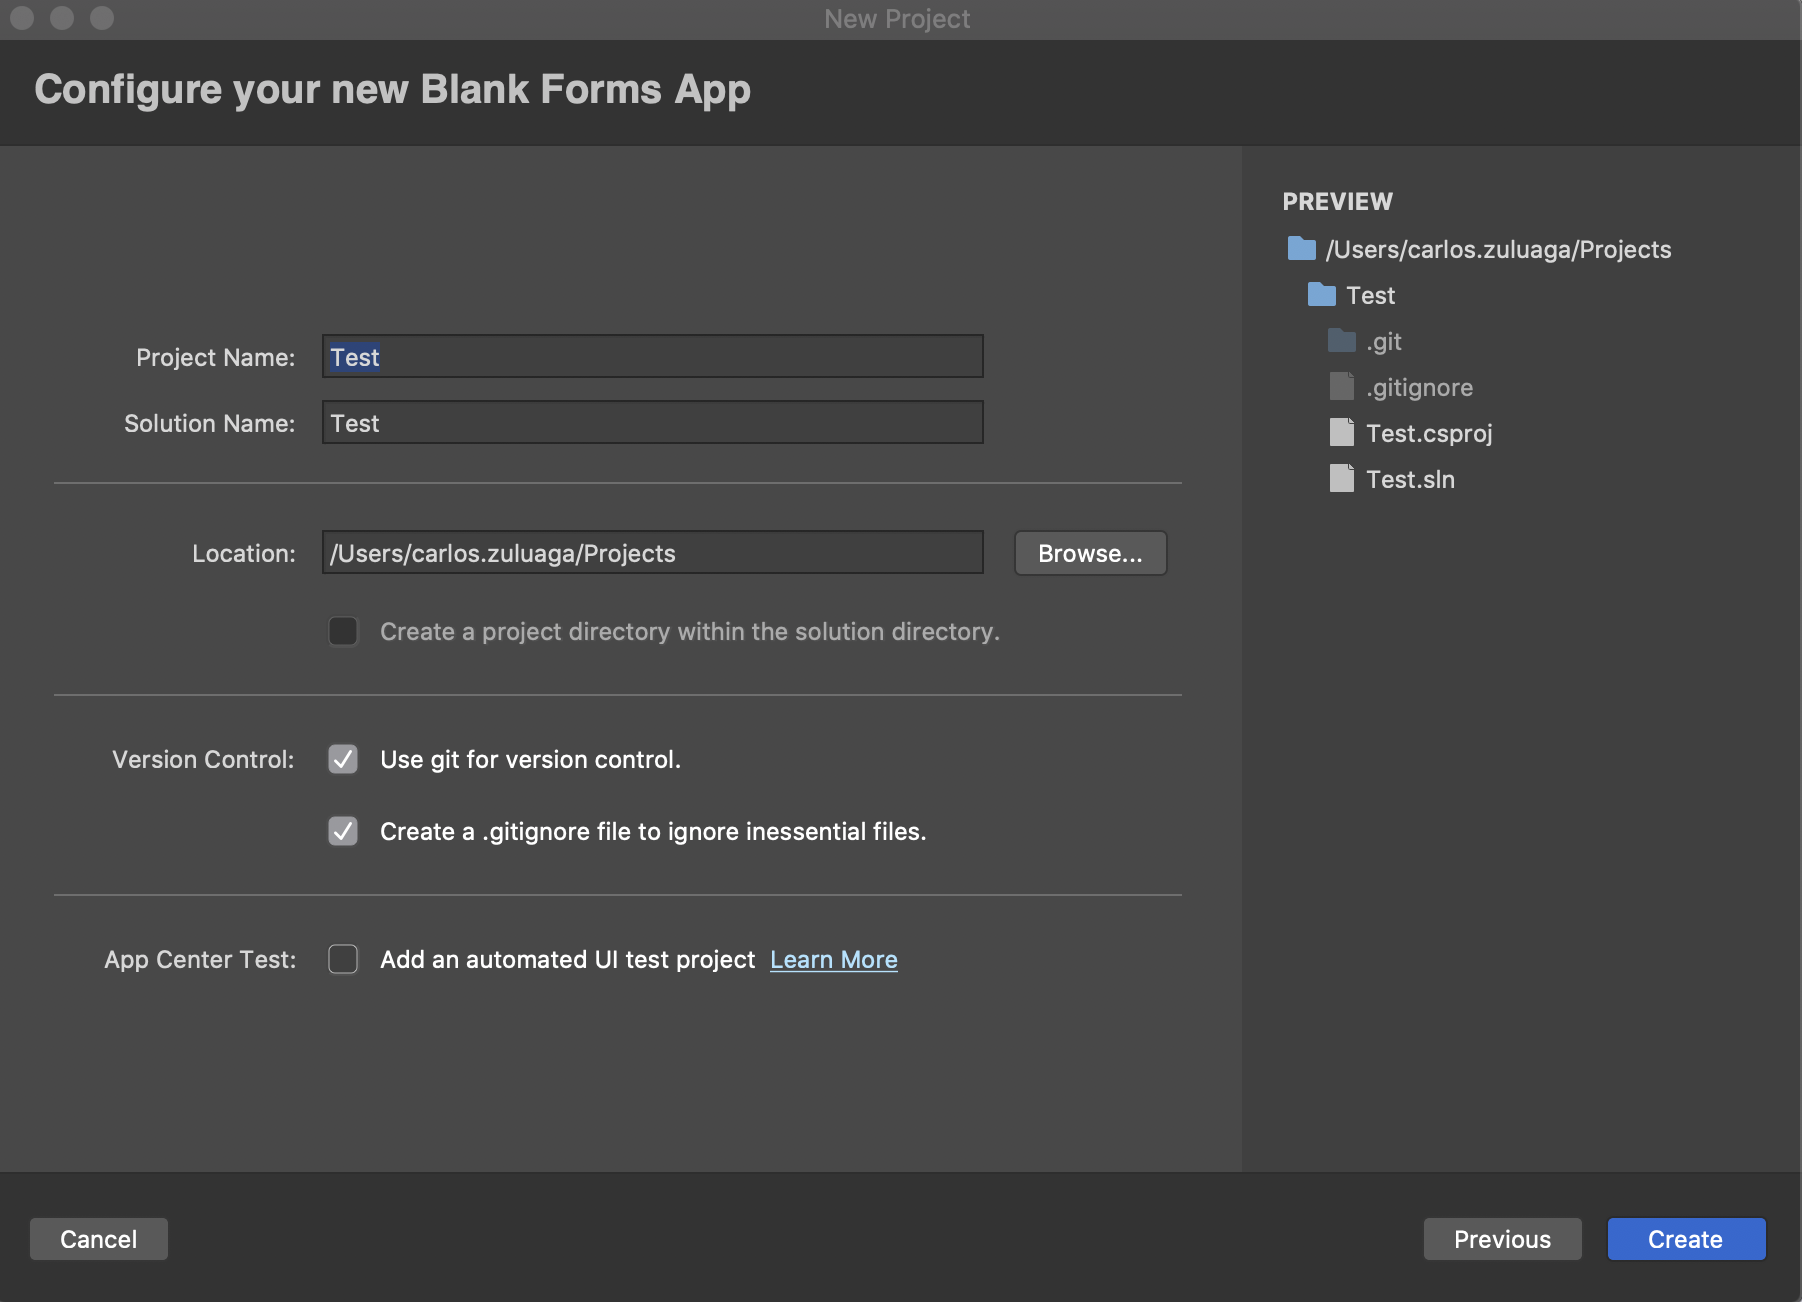 New Project
Configure your new Blank Forms App
Project Name: Test
Solution Name: Test
Location: /Users/carlos.zuluaga/Projects Browse...
Create a project directory within the solution directory.
Version Control: Use git for version control.
Create a .gitignore file to ignore inessential files.
App Center Test: Add an automated UI test project Learn More
PREVIEW
/Users/carlos.zuluaga/Projects
Test
.git
.gitignore
Test.csproj
Test.sln
Cancel Previous Create